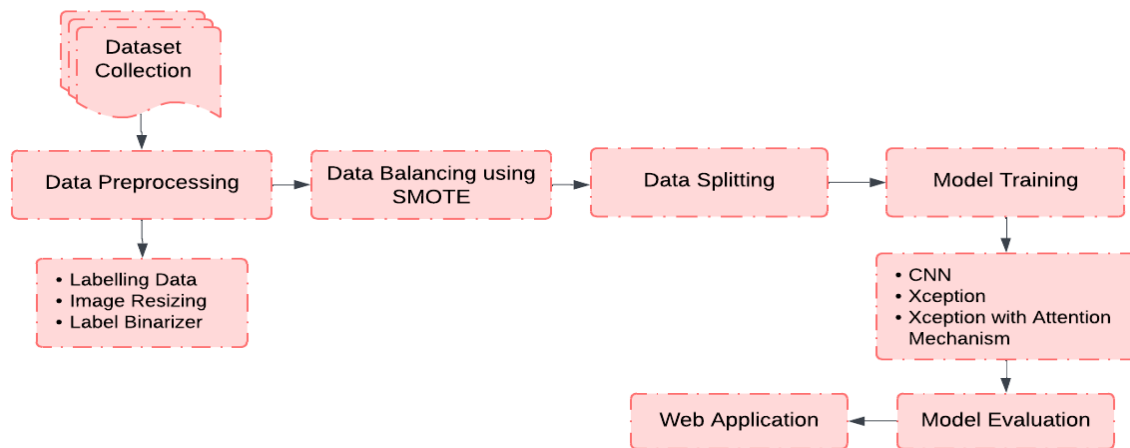 Dataset
Collection
Data Preprocessing
Data Balancing using
SMOTE
Data Splitting
Model Training
• Labelling Data
• Image Resizing
• Label Binarizer
• CNN
• Xception
• Xception with Attention
Mechanism
Web Application
Model Evaluation